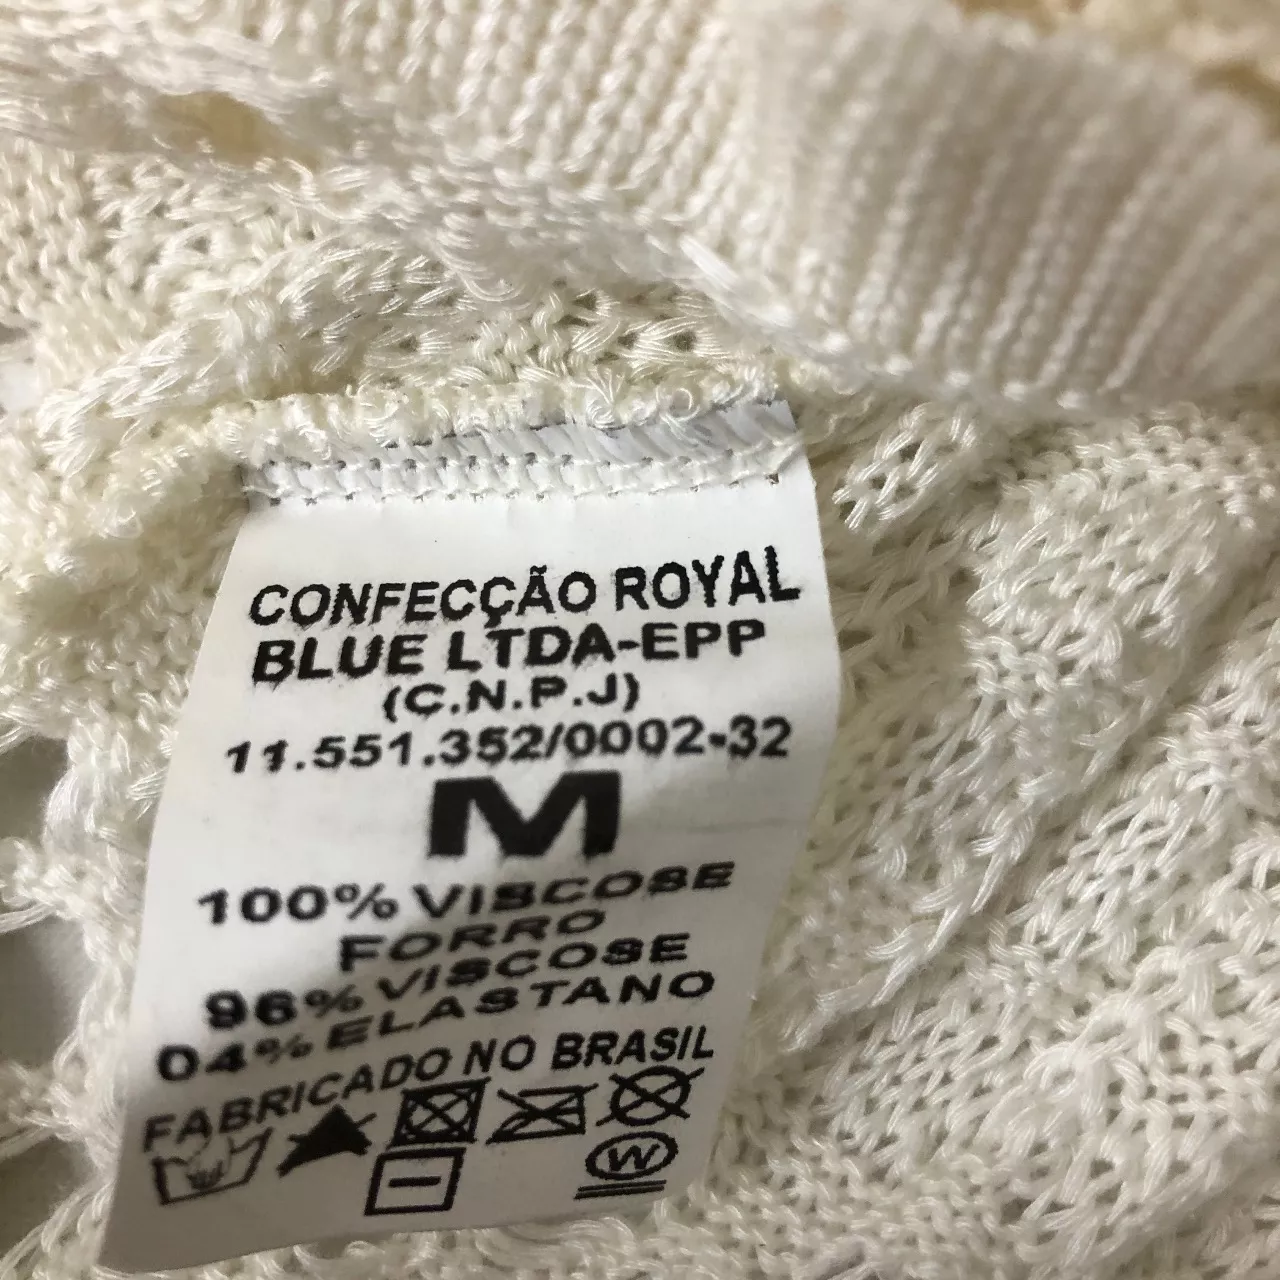 CONFECÇÃO ROYAL
BLUE LTDA-EPP
(C.N.P.J)
11.551.352/0002-32
M
100% VISCOSE
FORRO
96% VISCOSE
04% ELASTANO
FABRICADO NO BRASIL
W